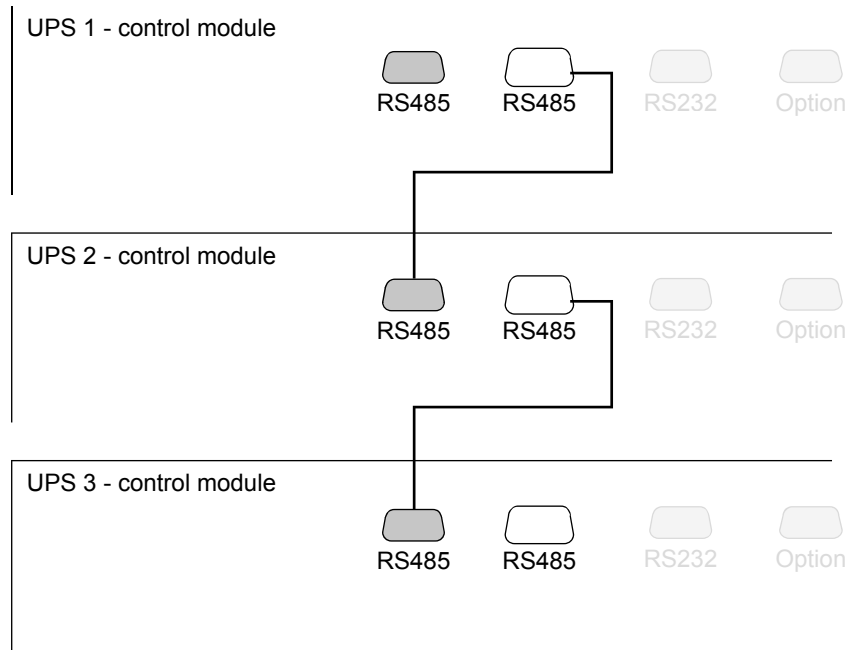 UPS 1 - control module
RS485 RS485 RS232 Option
UPS 2 - control module
RS485 RS485 RS232 Option
UPS 3 - control module
RS485 RS485 RS232 Option